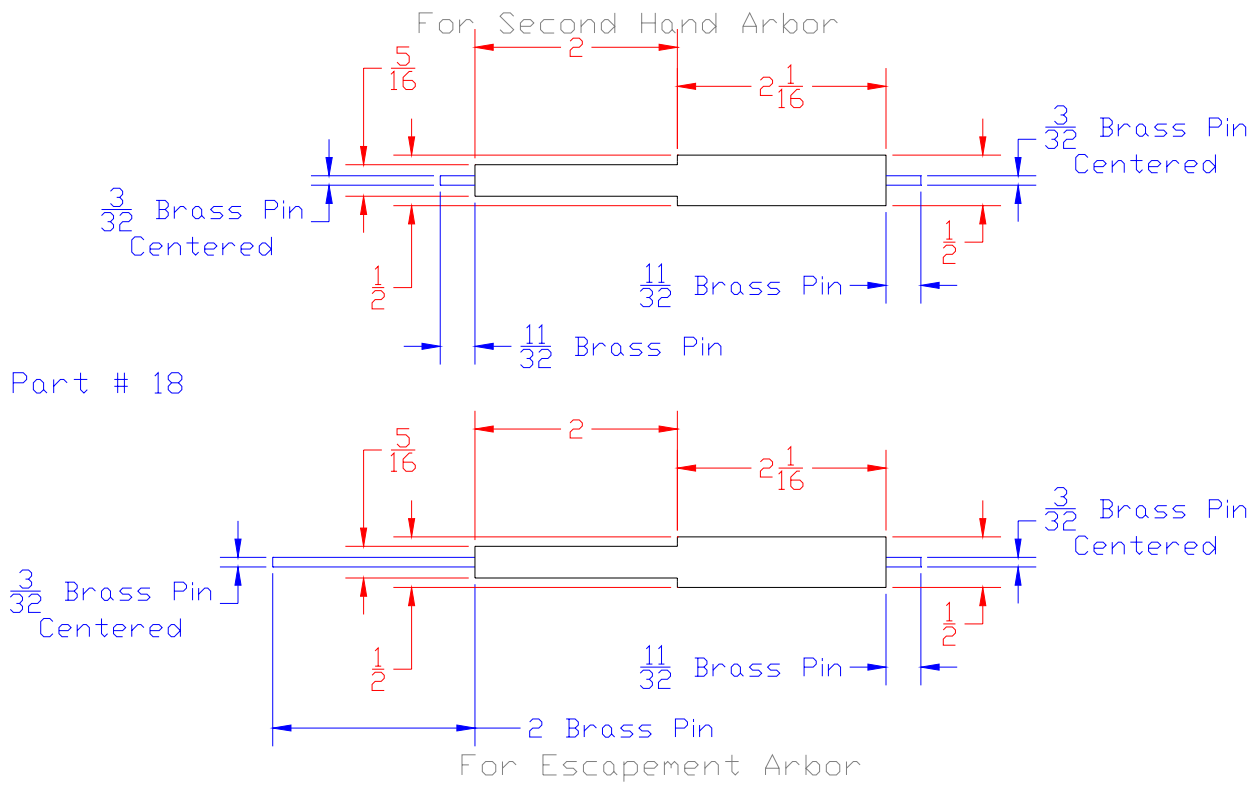 For Second Hand Arbor
2
5/16
2 1/16
3/32 Brass Pin
Centered
3/32 Brass Pin
Centered
1/2
1/2
11/32 Brass Pin
11/32 Brass Pin
Part # 18
2
5/16
2 1/16
3/32 Brass Pin
Centered
3/32 Brass Pin
Centered
1/2
1/2
11/32 Brass Pin
2 Brass Pin
For Escapement Arbor